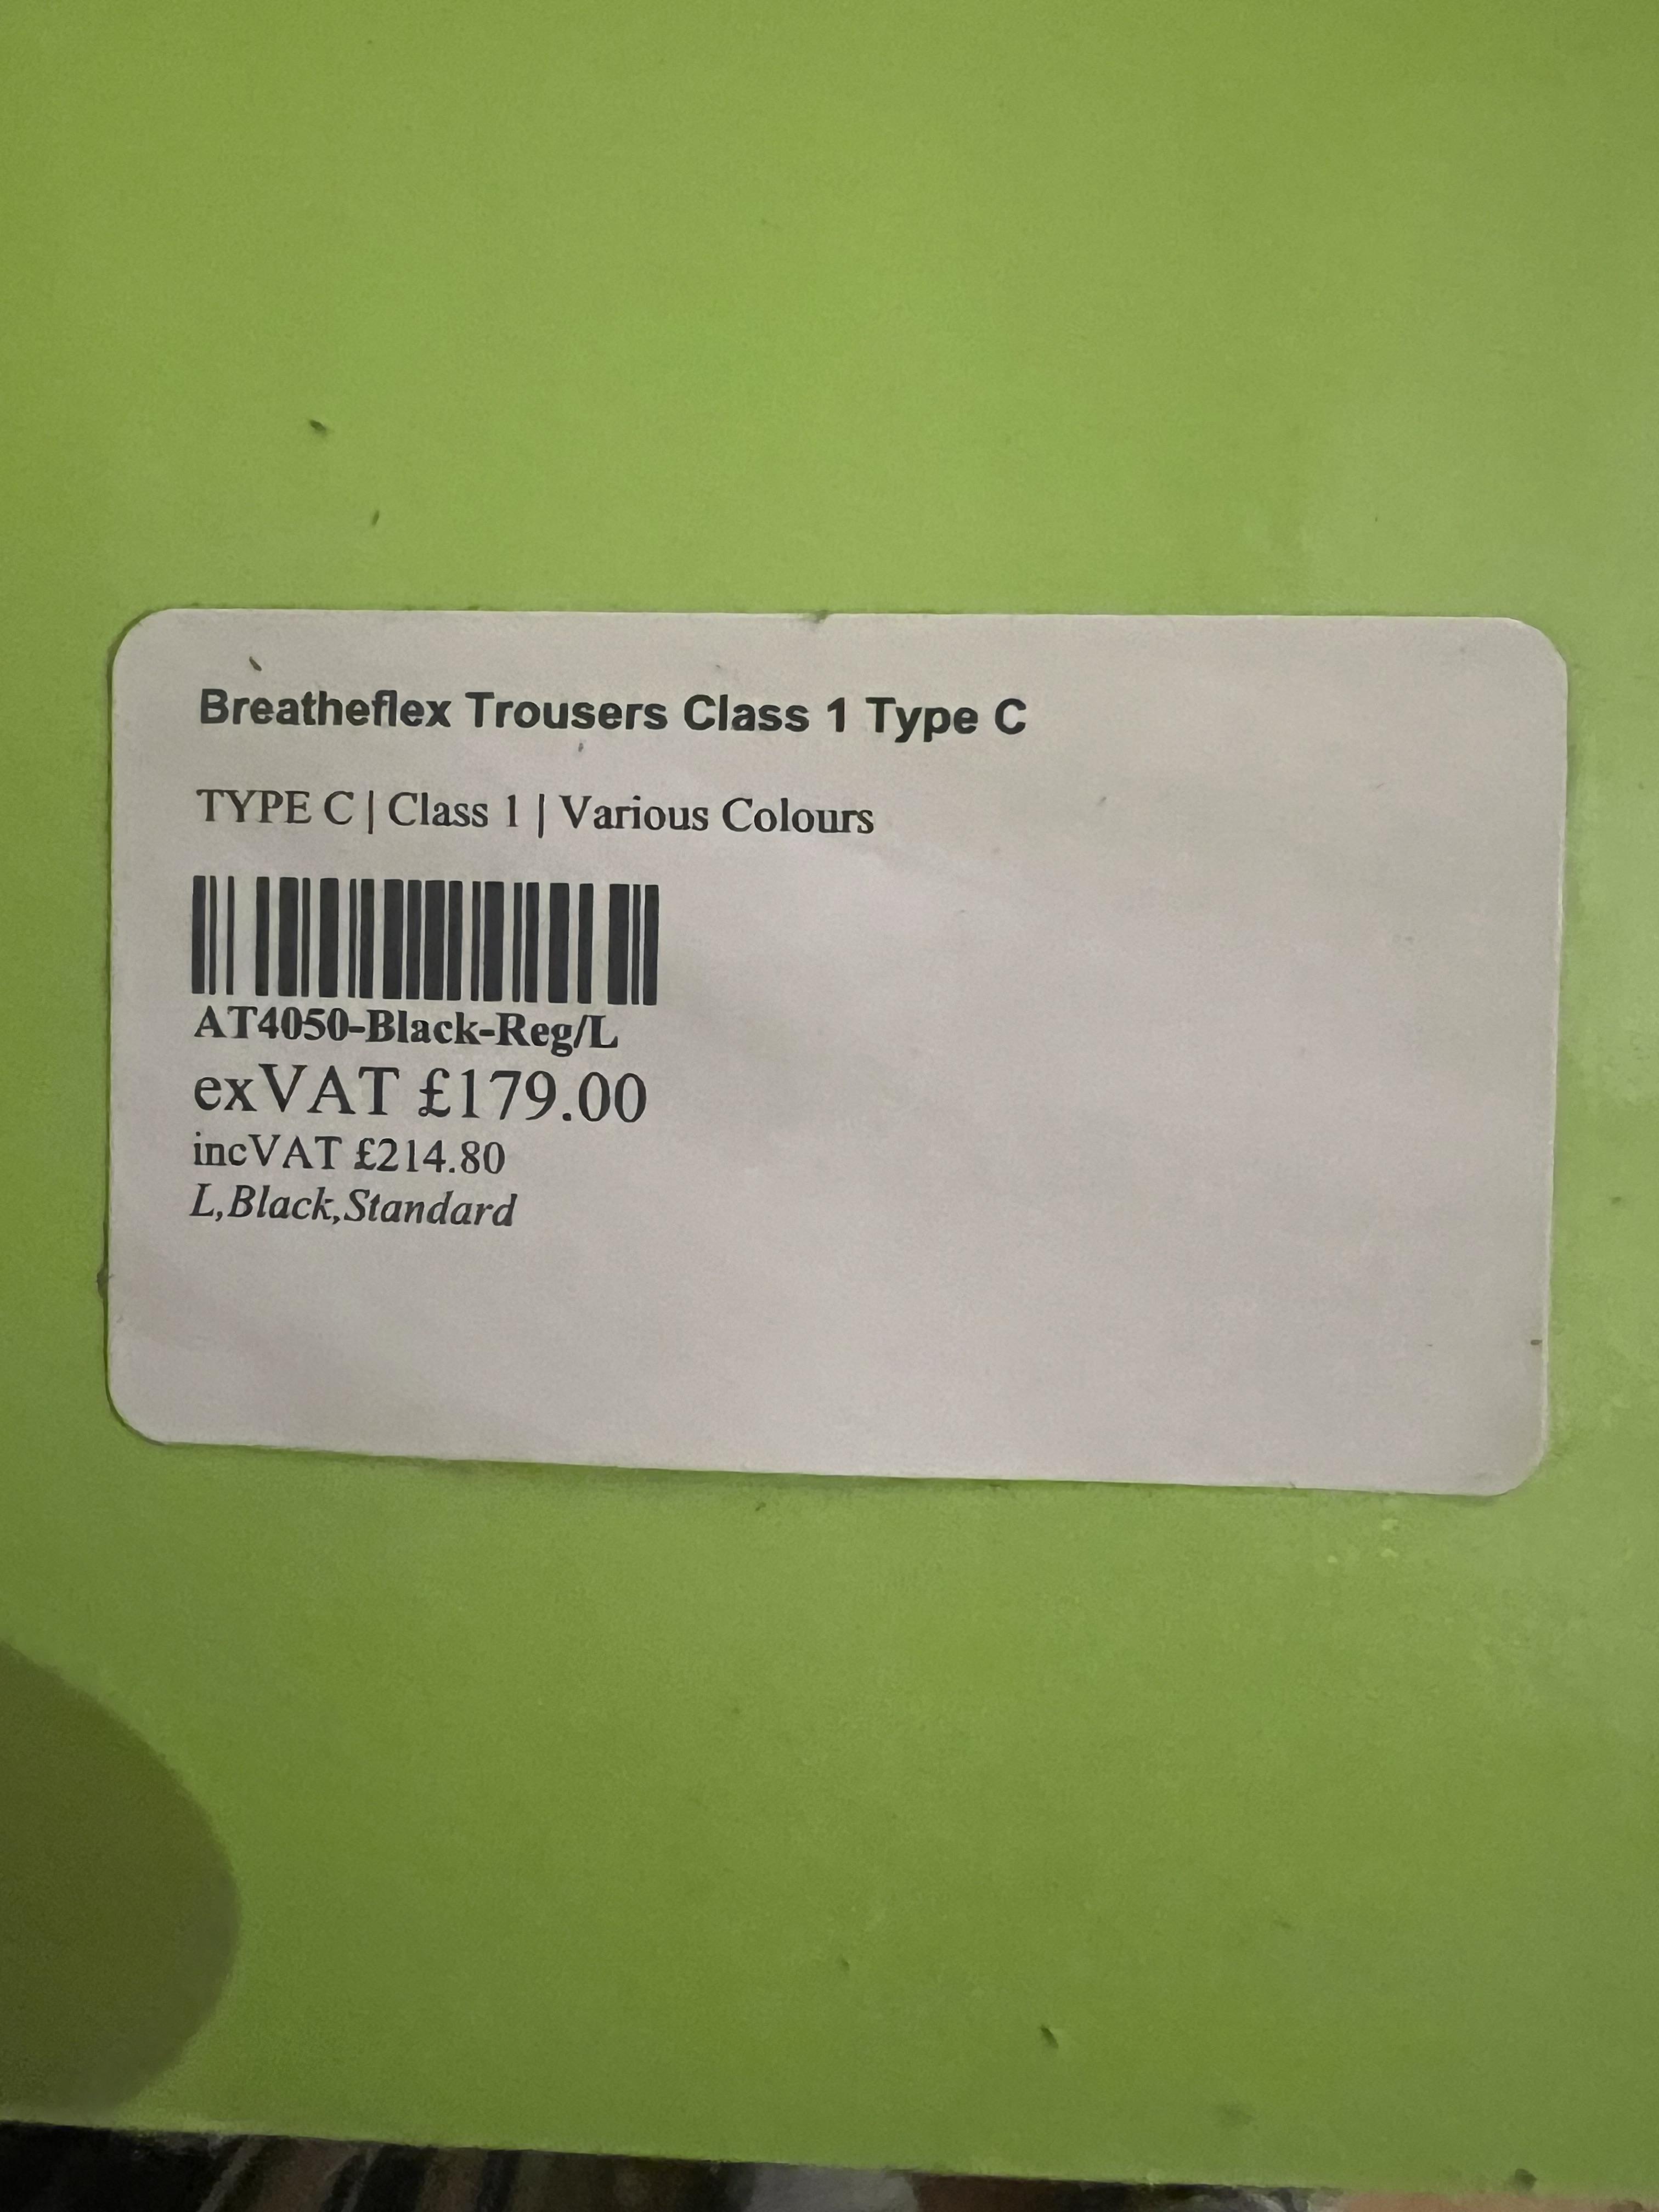 Breatheflex Trousers Class 1 Type C
TYPE C | Class 1 | Various Colours
AT4050-Black-Reg/L
exVAT £179.00
incVAT £214.80
L,Black,Standard